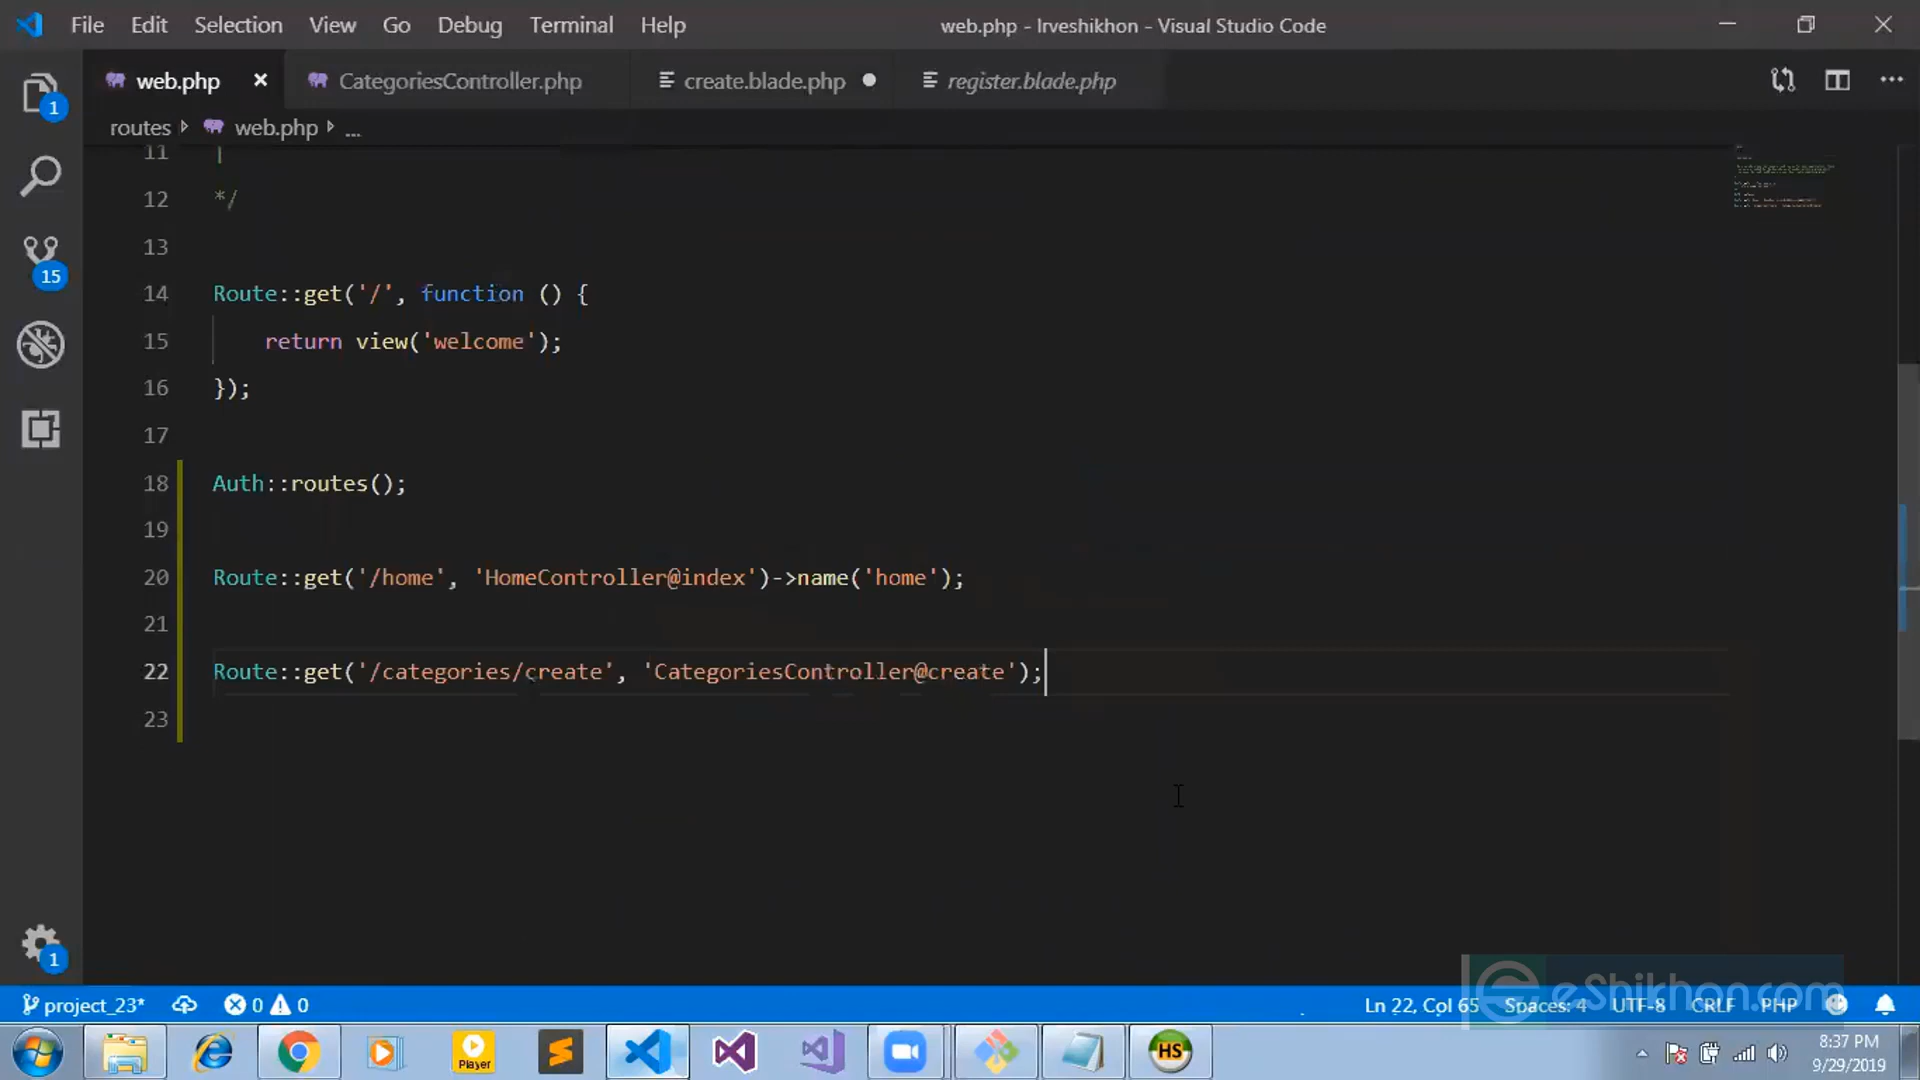 File Edit Selection View Go Debug Terminal Help web.php - Irveshikhon - Visual Studio Code
web.php CategoriesController.php create.blade.php register.blade.php
1
routes web.php ...
11 |
12 */
13
14 Route::get('/', function () {
15 return view('welcome');
15
16 });
17
18 Auth::routes();
19
20 Route::get('/home', 'HomeController@index')->name('home');
21
22 Route::get('/categories/create', 'CategoriesController@create');
23
1
eShikhon.com
project_23* 0 0 Ln 22, Col 65 Spaces: 4 UTF-8 CRLF PHP
Player
HS
8:37 PM
9/29/2019